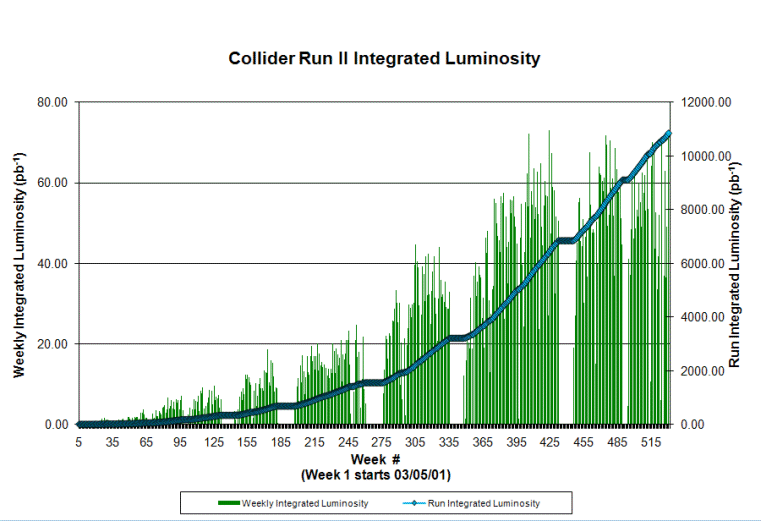 Collider Run II Integrated Luminosity
80.00
60.00
40.00
20.00
0.00
Weekly Integrated Luminosity (pb⁻¹)
12000.00
10000.00
8000.00
6000.00
4000.00
2000.00
0.00
Run Integrated Luminosity (pb⁻¹)
5 35 65 95 125 155 185 215 245 275 305 335 365 395 425 455 485 515
Week #
(Week 1 starts 03/05/01)
Weekly Integrated Luminosity Run Integrated Luminosity